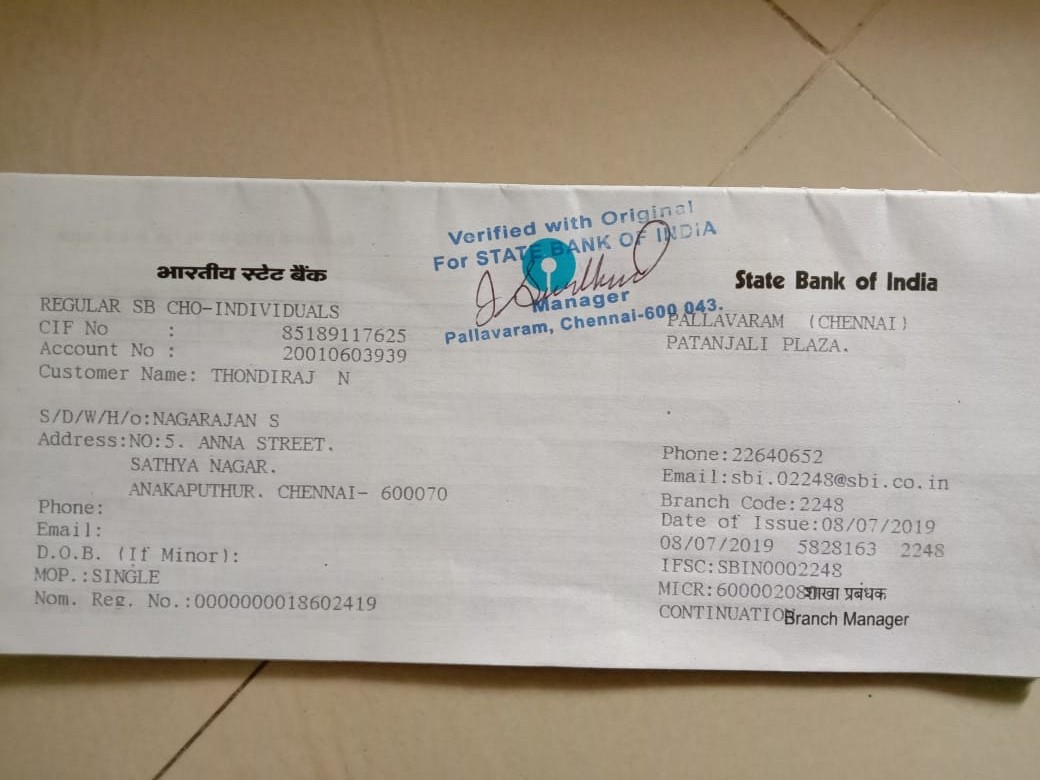 भारतीय स्टेट बैंक
REGULAR SB CHO-INDIVIDUALS
CIF No : 85189117625
Account No : 20010603939
Customer Name: THONDIRAJ N
S/D/W/H/o:NAGARAJAN S
Address:NO:5. ANNA STREET.
SATHYA NAGAR.
ANAKAPUTHUR. CHENNAI- 600070
Phone:
Email:
D.O.B. (If Minor):
MOP.:SINGLE
Nom. Reg. No.:0000000018602419
Verified with Original
For STATE BANK OF INDIA
Manager
Pallavaram, Chennai-600 043.
State Bank of India
PALLAVARAM (CHENNAI)
PATANJALI PLAZA.
Phone:22640652
Email:sbi.02248@sbi.co.in
Branch Code:2248
Date of Issue:08/07/2019
08/07/2019 5828163 2248
IFSC:SBIN0002248
MICR:60000208
शाखा प्रबंधक
CONTINUATIO
Branch Manager